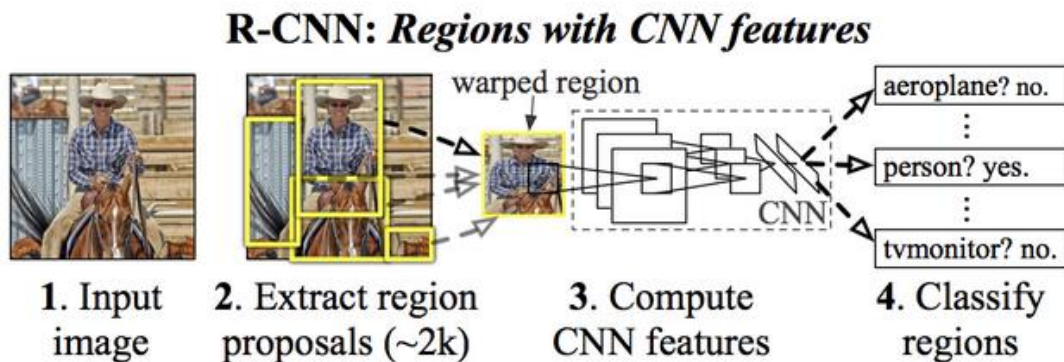 R-CNN: Regions with CNN features
warped region
aeroplane? no.
person? yes.
tvmonitor? no.
CNN
1. Input
image
2. Extract region
proposals (~2k)
3. Compute
CNN features
4. Classify
regions